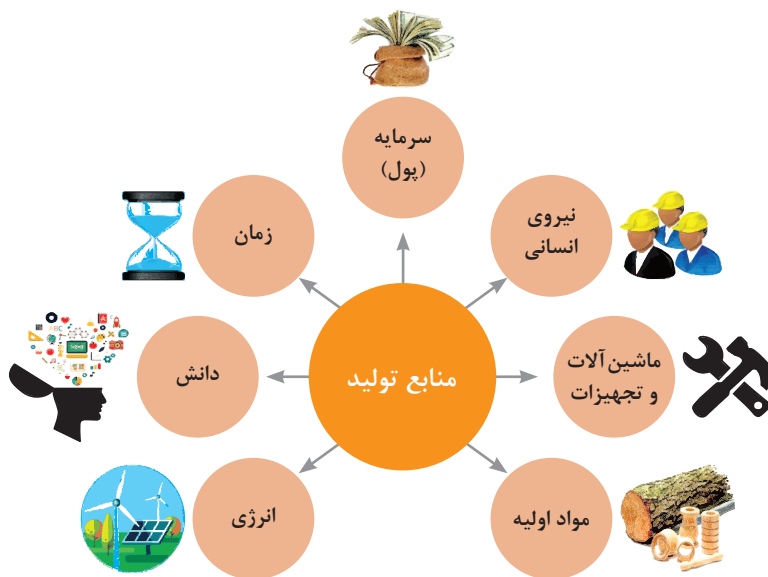 سرمایه
(پول)
نیروی
انسانی
زمان
ماشین‌آلات
و تجهیزات
منابع تولید
دانش
مواد اولیه
انرژی